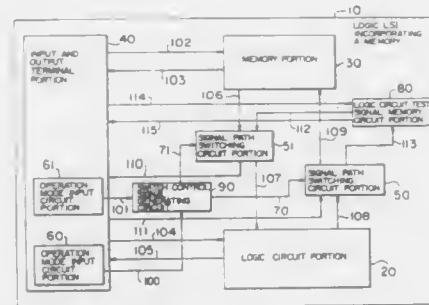 10
LOGIC LSI
INCORPORATING
A MEMORY
40
INPUT AND
OUTPUT
TERMINAL
PORTION
102
103
MEMORY PORTION
30
106
114
80
LOGIC CIRCUIT TEST
SIGNAL MEMORY
CIRCUIT PORTION
115
112
71
SIGNAL PATH
SWITCHING
CIRCUIT PORTION
51
109
113
110
61
OPERATION
MODE INPUT
CIRCUIT
PORTION
101
CONTROL
90
107
SIGNAL PATH
SWITCHING
CIRCUIT
PORTION
50
70
111
104
108
60
OPERATION
MODE INPUT
CIRCUIT
PORTION
105
100
LOGIC CIRCUIT PORTION
20